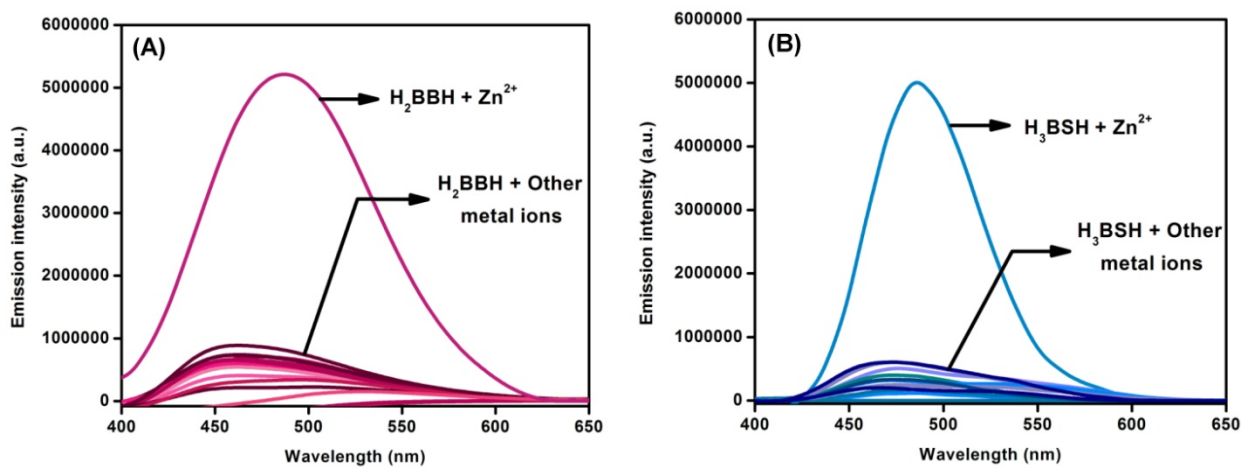 (A)
6000000
5000000
4000000
3000000
2000000
1000000
0
Emission intensity (a.u.)
H₂BBH + Zn²⁺
H₂BBH + Other
metal ions
400 450 500 550 600 650
Wavelength (nm)
(B)
6000000
5000000
4000000
3000000
2000000
1000000
0
Emission intensity (a.u.)
H₃BSH + Zn²⁺
H₃BSH + Other
metal ions
400 450 500 550 600 650
Wavelength (nm)